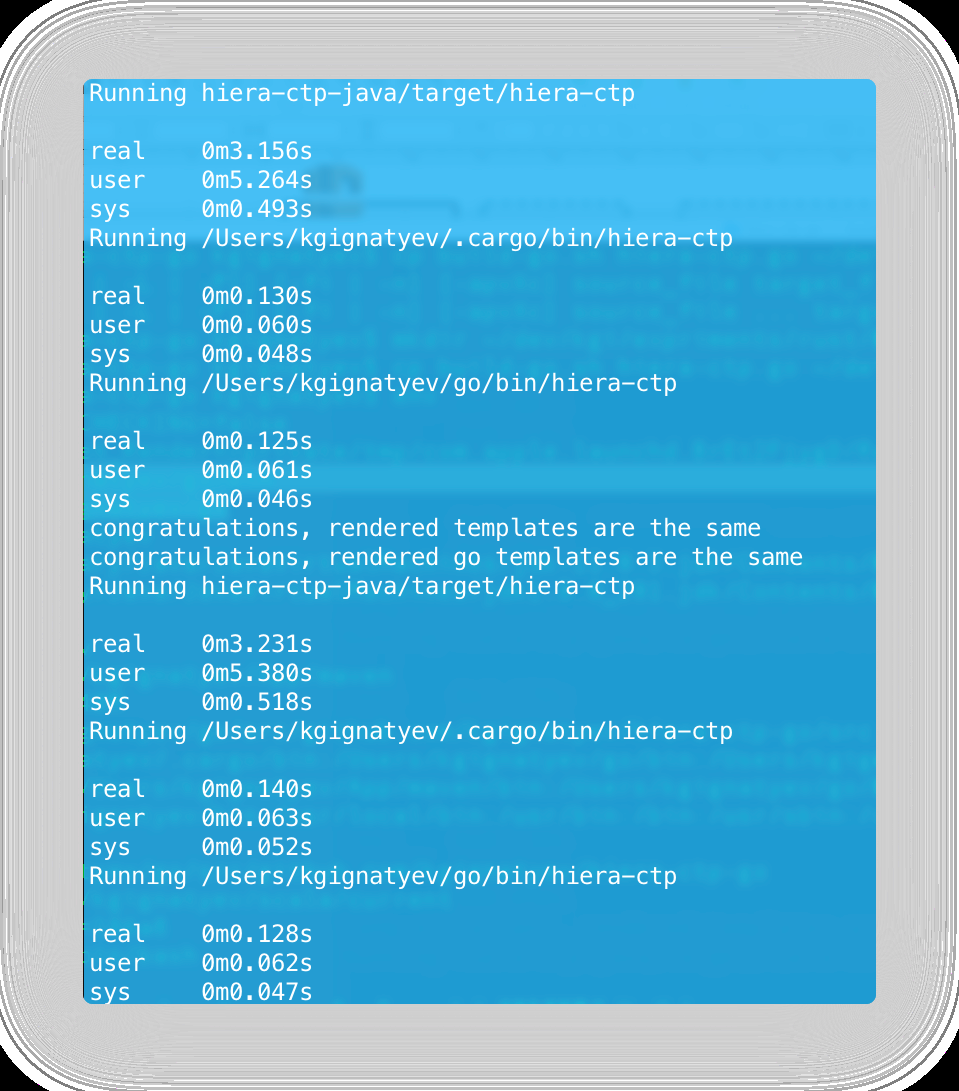 Running hiera-ctp-java/target/hiera-ctp
real 0m3.156s
user 0m5.264s
sys 0m0.493s
Running /Users/kgignatyev/.cargo/bin/hiera-ctp
real 0m0.130s
user 0m0.060s
sys 0m0.048s
Running /Users/kgignatyev/go/bin/hiera-ctp
real 0m0.125s
user 0m0.061s
sys 0m0.046s
congratulations, rendered templates are the same
congratulations, rendered go templates are the same
Running hiera-ctp-java/target/hiera-ctp
real 0m3.231s
user 0m5.380s
sys 0m0.518s
Running /Users/kgignatyev/.cargo/bin/hiera-ctp
real 0m0.140s
user 0m0.063s
sys 0m0.052s
Running /Users/kgignatyev/go/bin/hiera-ctp
real 0m0.128s
user 0m0.062s
sys 0m0.047s